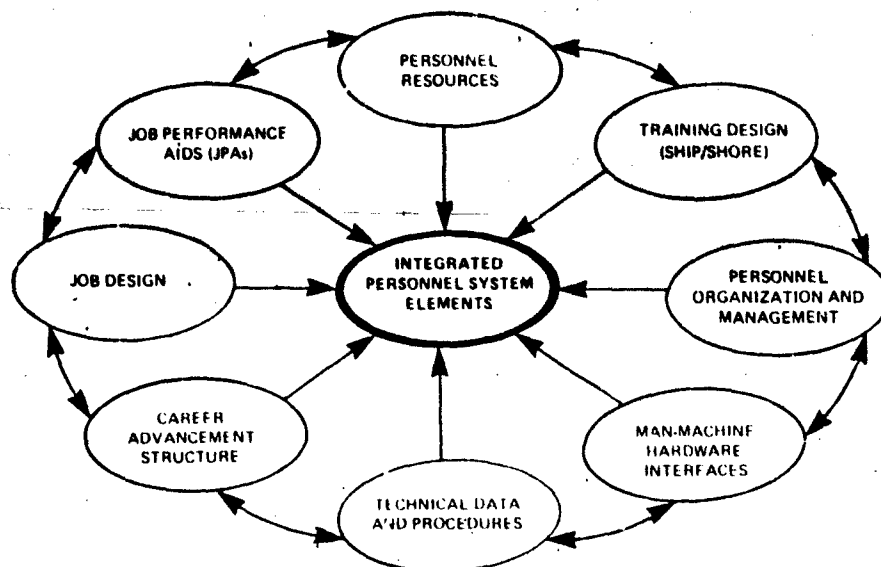 PERSONNEL
RESOURCES
JOB PERFORMANCE
AIDS (JPAs)
TRAINING DESIGN
(SHIP/SHORE)
INTEGRATED
PERSONNEL SYSTEM
ELEMENTS
JOB DESIGN
PERSONNEL
ORGANIZATION AND
MANAGEMENT
CAREER
ADVANCEMENT
STRUCTURE
MAN-MACHINE
HARDWARE
INTERFACES
TECHNICAL DATA
AND PROCEDURES